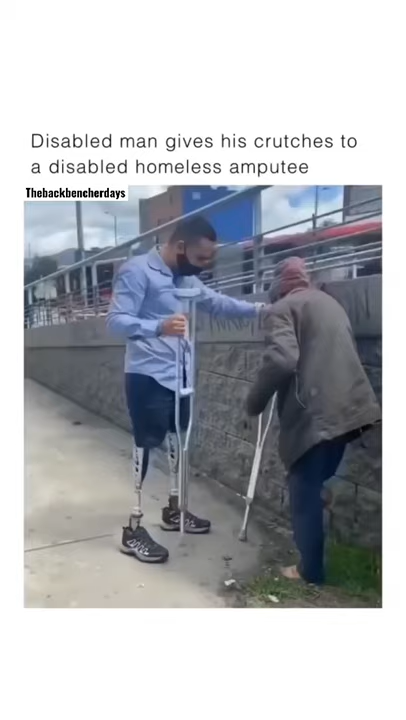 Disabled man gives his crutches to
a disabled homeless amputee
Thebackbencherdays